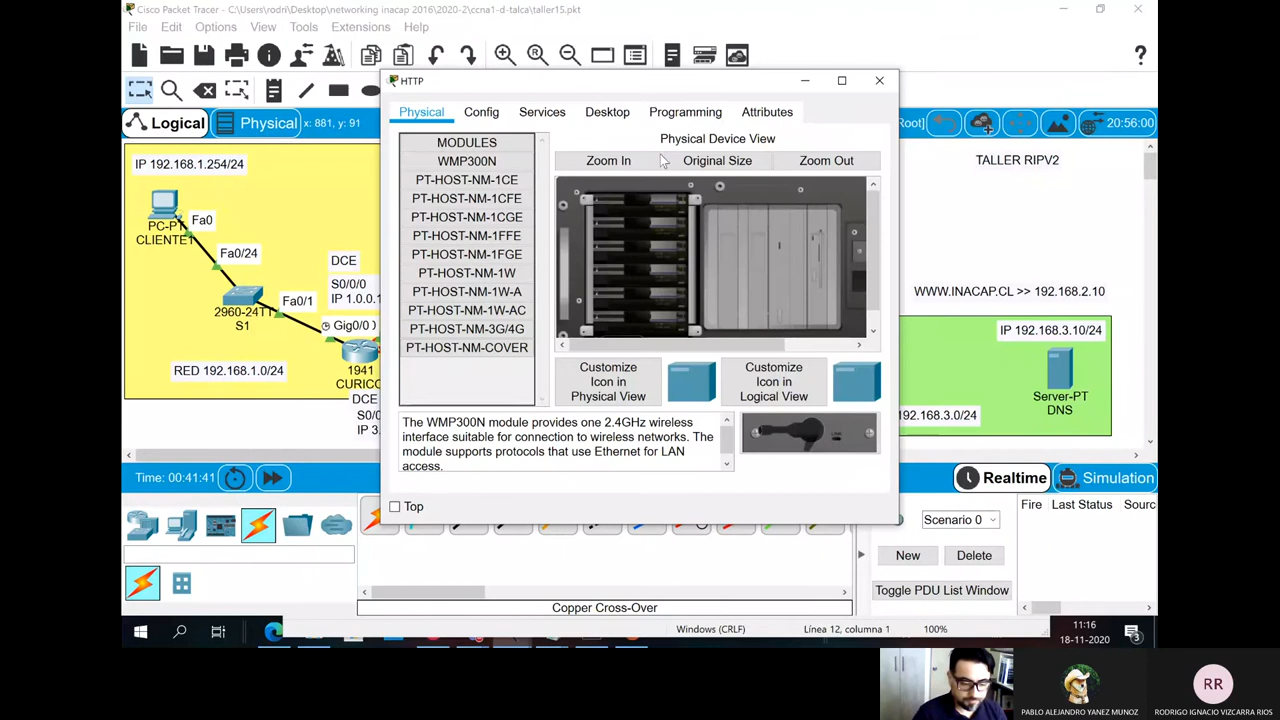 Cisco Packet Tracer - C:\Users\rodri\Desktop\networking inacap 2016\2020-2\ccna1-d-talca\taller15.pkt
File Edit Options View Tools Extensions Help
HTTP
Logical
Physical x: 881, y: 91
[Root]
20:56:00
Physical Config Services Desktop Programming Attributes
MODULES
WMP300N
PT-HOST-NM-1CE
PT-HOST-NM-1CFE
PT-HOST-NM-1CGE
PT-HOST-NM-1FFE
PT-HOST-NM-1FGE
PT-HOST-NM-1W
PT-HOST-NM-1W-A
PT-HOST-NM-1W-AC
PT-HOST-NM-3G/4G
PT-HOST-NM-COVER
Physical Device View
Zoom In Original Size Zoom Out
Customize
Icon in
Physical View
Customize
Icon in
Logical View
The WMP300N module provides one 2.4GHz wireless
interface suitable for connection to wireless networks. The
module supports protocols that use Ethernet for LAN
access.
Top
IP 192.168.1.254/24
PC-PT
CLIENTE1
Fa0
Fa0/24
DCE
S0/0/0
IP 1.0.0.1
2960-24TT
S1
Fa0/1
Gig0/0
1941
CURICO
RED 192.168.1.0/24
DCE
S0/0
IP 3.
TALLER RIPV2
WWW.INACAP.CL >> 192.168.2.10
IP 192.168.3.10/24
Server-PT
DNS
192.168.3.0/24
Time: 00:41:41
Realtime
Simulation
Scenario 0
Fire Last Status Sourc
New Delete
Toggle PDU List Window
Copper Cross-Over
Windows (CRLF) Línea 12, columna 1 100%
11:16
18-11-2020
3
RR
PABLO ALEJANDRO YANEZ MUNOZ
RODRIGO IGNACIO VIZCARRA RIOS